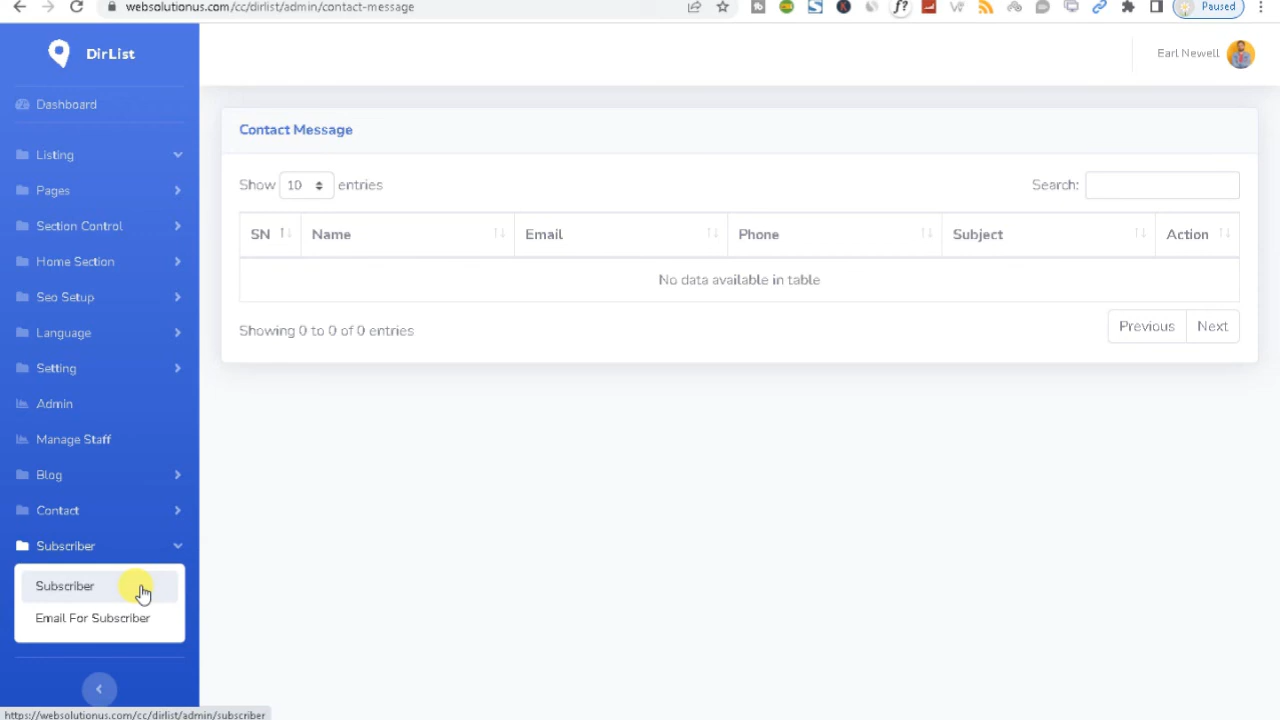 websolutionus.com/cc/dirlist/admin/contact-message
Paused
DirList
Earl Newell
Dashboard
Listing
Pages
Section Control
Home Section
Seo Setup
Language
Setting
Admin
Manage Staff
Blog
Contact
Subscriber
Subscriber
Email For Subscriber
Contact Message
Show 10 entries
Search:
SN Name Email Phone Subject Action
No data available in table
Showing 0 to 0 of 0 entries
Previous Next
https://websolutionus.com/cc/dirlist/admin/subscriber